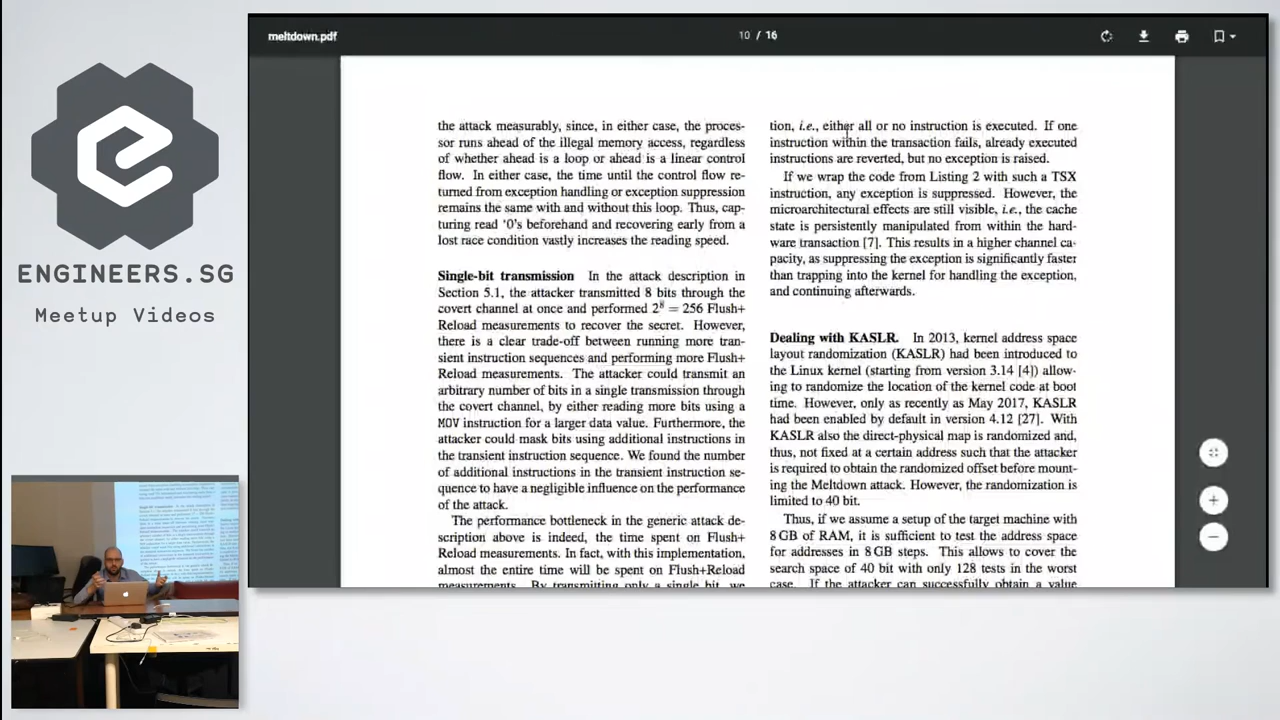 meltdown.pdf
10 / 16
ENGINEERS.SG
Meetup Videos
the attack measurably, since, in either case, the proces-
sor runs ahead of the illegal memory access, regardless
of whether ahead is a loop or ahead is a linear control
flow. In either case, the time until the control flow re-
turned from exception handling or exception suppression
remains the same with and without this loop. Thus, cap-
turing read ‘0’s beforehand and recovering early from a
lost race condition vastly increases the reading speed.
Single-bit transmission In the attack description in
Section 5.1, the attacker transmitted 8 bits through the
covert channel at once and performed 2⁸ = 256 Flush+
Reload measurements to recover the secret. However,
there is a clear trade-off between running more tran-
sient instruction sequences and performing more Flush+
Reload measurements. The attacker could transmit an
arbitrary number of bits in a single transmission through
the covert channel, by either reading more bits using a
MOV instruction for a larger data value. Furthermore, the
attacker could mask bits using additional instructions in
the transient instruction sequence. We found the number
of additional instructions in the transient instruction se-
quence to have a negligible influence on the performance
of the attack.
The performance bottleneck in the generic attack de-
scription above is indeed, the time spent on Flush+
Reload measurements. In fact, with this implementation,
almost the entire time will be spent on Flush+Reload
measurements. By transmitting only a single bit, we
tion, i.e., either all or no instruction is executed. If one
instruction within the transaction fails, already executed
instructions are reverted, but no exception is raised.
If we wrap the code from Listing 2 with such a TSX
instruction, any exception is suppressed. However, the
microarchitectural effects are still visible, i.e., the cache
state is persistently manipulated from within the hard-
ware transaction [7]. This results in a higher channel ca-
pacity, as suppressing the exception is significantly faster
than trapping into the kernel for handling the exception,
and continuing afterwards.
Dealing with KASLR. In 2013, kernel address space
layout randomization (KASLR) had been introduced to
the Linux kernel (starting from version 3.14 [4]) allow-
ing to randomize the location of the kernel code at boot
time. However, only as recently as May 2017, KASLR
had been enabled by default in version 4.12 [27]. With
KASLR also the direct-physical map is randomized and,
thus, not fixed at a certain address such that the attacker
is required to obtain the randomized offset before mount-
ing the Meltdown attack. However, the randomization is
limited to 40 bit.
Thus, if we assume a setup of the target machine with
8 GB of RAM, it is sufficient to test the address space
for addresses in 8 GB steps. This allows to cover the
search space of 40 bit with only 128 tests in the worst
case. If the attacker can successfully obtain a value